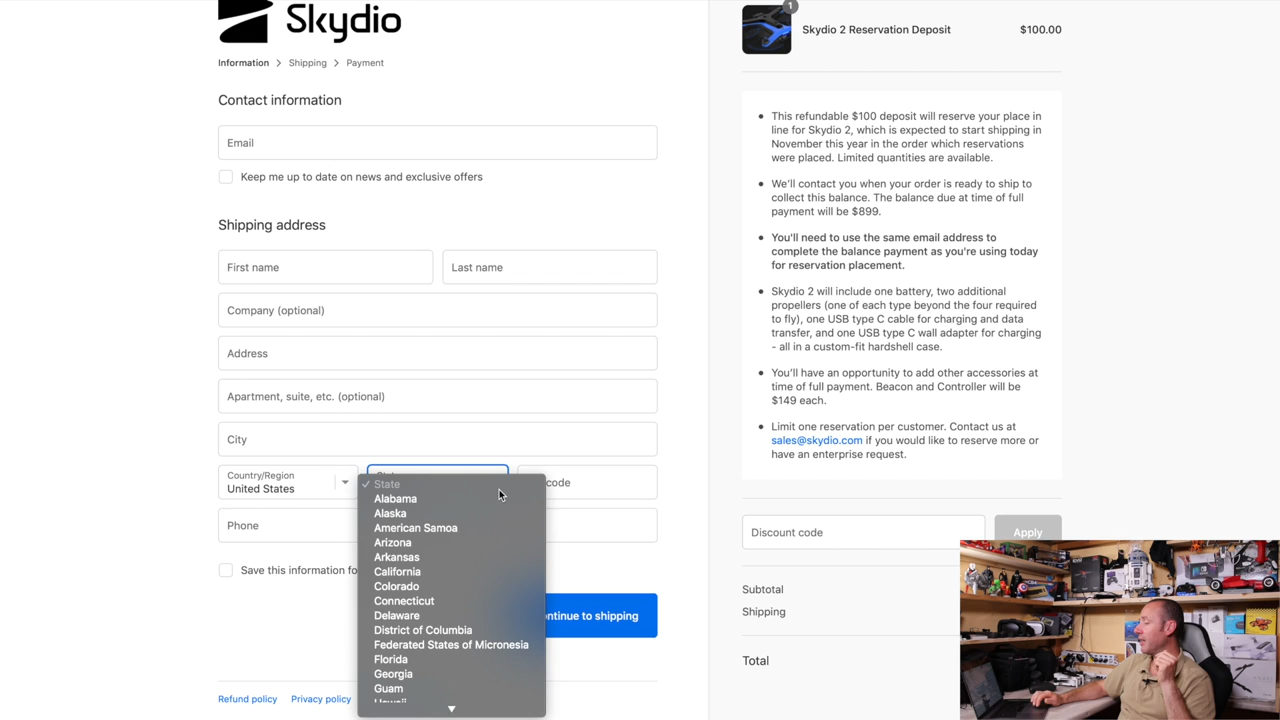 Skydio
Information > Shipping > Payment
Contact information
Email
Keep me up to date on news and exclusive offers
Shipping address
First name
Last name
Company (optional)
Address
Apartment, suite, etc. (optional)
City
Country/Region
United States
code
Phone
Save this information fo
State
Alabama
Alaska
American Samoa
Arizona
Arkansas
California
Colorado
Connecticut
Delaware
District of Columbia
Federated States of Micronesia
Florida
Georgia
Guam
Hawaii
ntinue to shipping
Refund policy
Privacy policy
1
Skydio 2 Reservation Deposit
$100.00
• This refundable $100 deposit will reserve your place in
line for Skydio 2, which is expected to start shipping in
November this year in the order which reservations
were placed. Limited quantities are available.
• We'll contact you when your order is ready to ship to
collect this balance. The balance due at time of full
payment will be $899.
• You'll need to use the same email address to
complete the balance payment as you're using today
for reservation placement.
• Skydio 2 will include one battery, two additional
propellers (one of each type beyond the four required
to fly), one USB type C cable for charging and data
transfer, and one USB type C wall adapter for charging
- all in a custom-fit hardshell case.
• You'll have an opportunity to add other accessories at
time of full payment. Beacon and Controller will be
$149 each.
• Limit one reservation per customer. Contact us at
sales@skydio.com if you would like to reserve more or
have an enterprise request.
Discount code
Apply
Subtotal
Shipping
Total